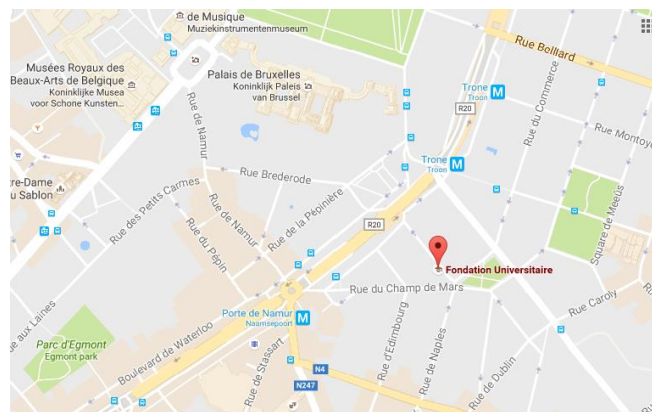 de Musique
Muziekinstrumentenmuseum
Musées Royaux des
Beaux-Arts de Belgique
Koninklijke Musea
voor Schone Kunsten...
Palais de Bruxelles
Koninklijk Paleis
van Brussel
Rue Belliard
Trone
Troon
M
R20
Rue du Commerce
Rue Montoye
Rue de Namur
Trone
Troon
M
Rue Brederode
tre-Dame
u Sablon
Rue des Petits Carmes
Rue de la Pépinière
Rue de Namur
Rue du Pépin
R20
Square de Meeûs
Fondation Universitaire
Rue du Champ de Mars
Rue Caroly
Porte de Namur
Naamsepoort
M
ue aux Laines
Parc d'Egmont
Egmont park
Boulevard de Waterloo
Rue de Stassart
Rue d'Edimbourg
Rue de Naples
Rue de Dublin
N4
N247